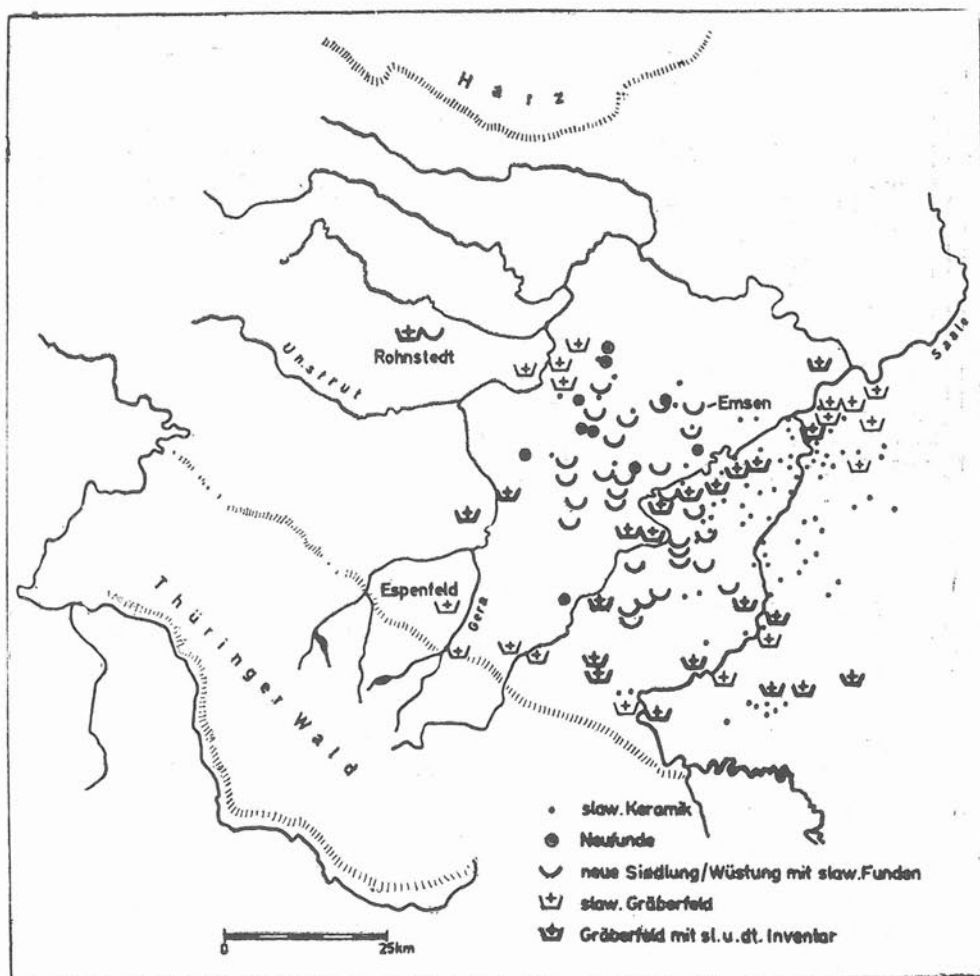 Harz
Saale
Unstrut
Rohnstedt
Emsen
Espenfeld
Gera
Thüringer Wald
slaw. Keramik
Neufunde
neue Siedlung/Wüstung mit slaw. Funden
slaw. Gräberfeld
Gräberfeld mit sl. u. dt. Inventar
0 25km